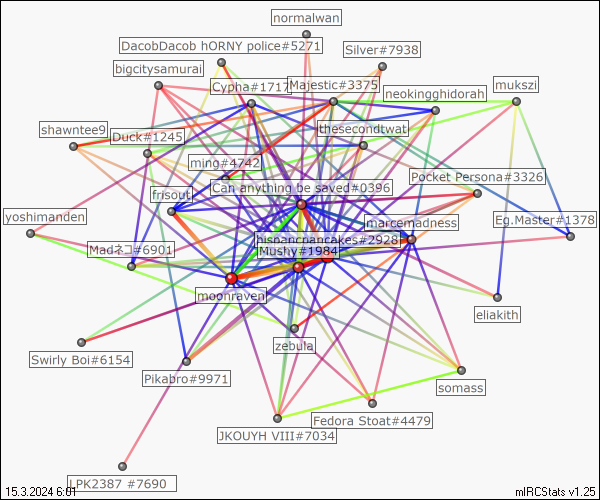 normalwan
DacobDacob hORNY police#5271
Silver#7938
bigcitysamurai
Cypha#1717
Majestic#3375
neokingghidorah
mukszi
shawntee9
Duck#1245
thesecondtwat
ming#4742
Pocket Persona#3326
frisout
Can anything be saved#0396
yoshimanden
marcemadness
Eg.Master#1378
Madネコ#6901
hispancpancakes#2928
Mushy#1984
moonraven
eliakith
zebula
Swirly Boi#6154
Pikabro#9971
somass
Fedora Stoat#4479
JKOUYH VIII#7034
LPK2387 #7690
15.3.2024 6:01
mIRCStats v1.25